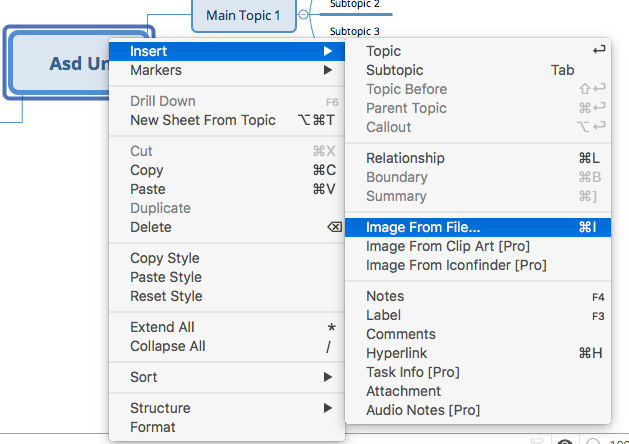 Subtopic 2
Main Topic 1
Subtopic 3
Asd Un
Insert
Markers
Drill Down F6
New Sheet From Topic ⌥⌘T
Cut ⌘X
Copy ⌘C
Paste ⌘V
Duplicate
Delete ⌫
Copy Style
Paste Style
Reset Style
Extend All *
Collapse All /
Sort
Structure
Format
Topic ↩
Subtopic Tab
Topic Before ⇧↩
Parent Topic ⌘↩
Callout ⌥↩
Relationship ⌘L
Boundary ⌘B
Summary ⌘]
Image From File... ⌘I
Image From Clip Art [Pro]
Image From Iconfinder [Pro]
Notes F4
Label F3
Comments
Hyperlink ⌘H
Task Info [Pro]
Attachment
Audio Notes [Pro]